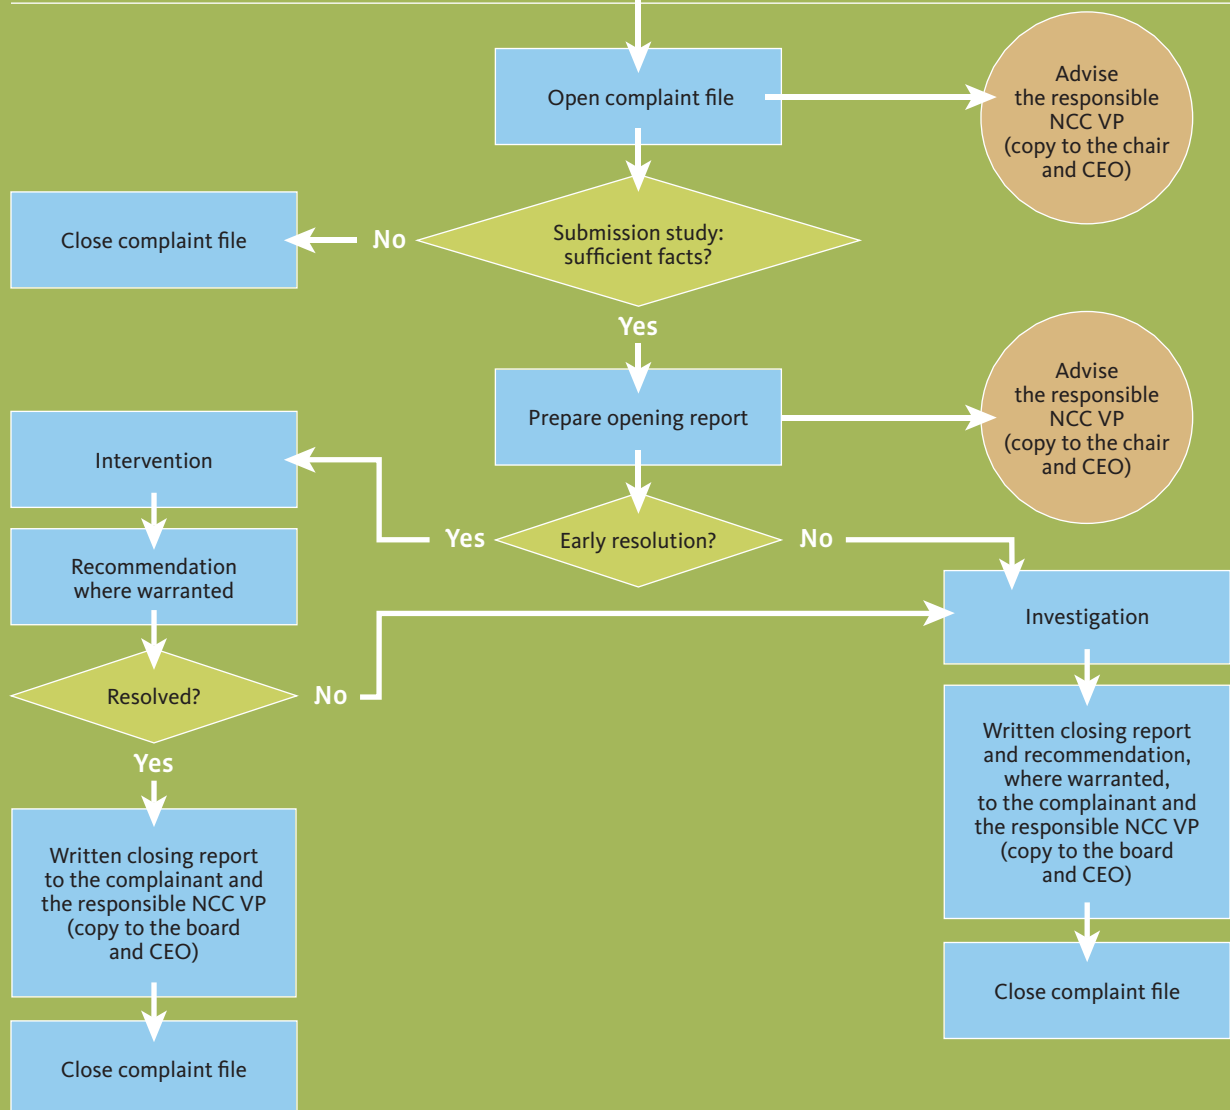 Open complaint file
Advise
the responsible
NCC VP
(copy to the chair
and CEO)
Close complaint file
No
Submission study:
sufficient facts?
Yes
Prepare opening report
Advise
the responsible
NCC VP
(copy to the chair
and CEO)
Intervention
Yes
Early resolution?
No
Recommendation
where warranted
Investigation
Resolved?
No
Yes
Written closing report
and recommendation,
where warranted,
to the complainant and
the responsible NCC VP
(copy to the board
and CEO)
Written closing report
to the complainant and
the responsible NCC VP
(copy to the board
and CEO)
Close complaint file
Close complaint file